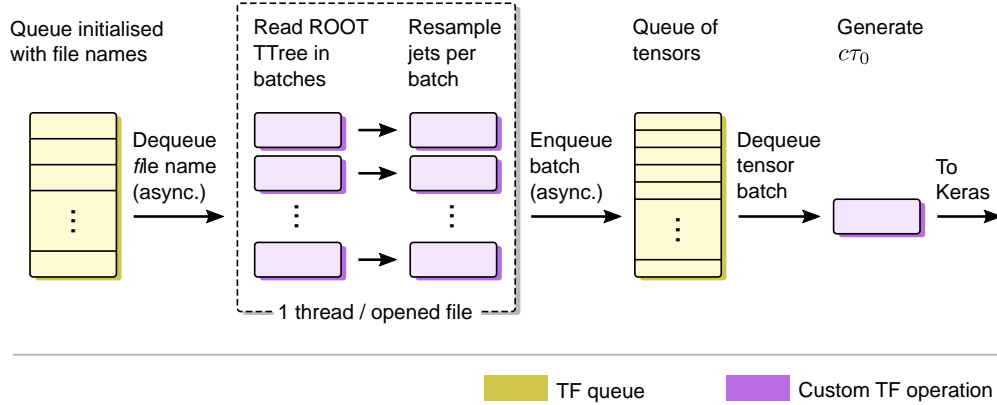 Queue initialised
with file names
Read ROOT
TTree in
batches
Resample
jets per
batch
Queue of
tensors
Generate
cτ₀
Dequeue
file name
(async.)
Enqueue
batch
(async.)
Dequeue
tensor
batch
To
Keras
1 thread / opened file
TF queue
Custom TF operation